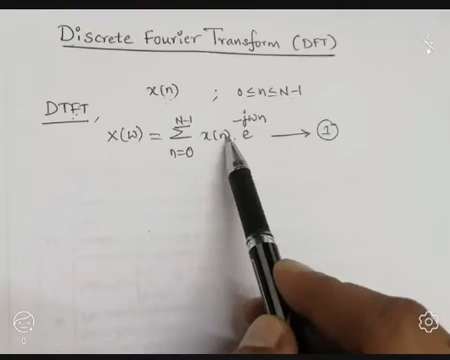 Discrete Fourier Transform (DFT)
x(n) ; 0≤n≤N-1
DTFT,
X(ω) = Σ_{n=0}^{N-1} x(n). e^{-jωn} ⟶ ①